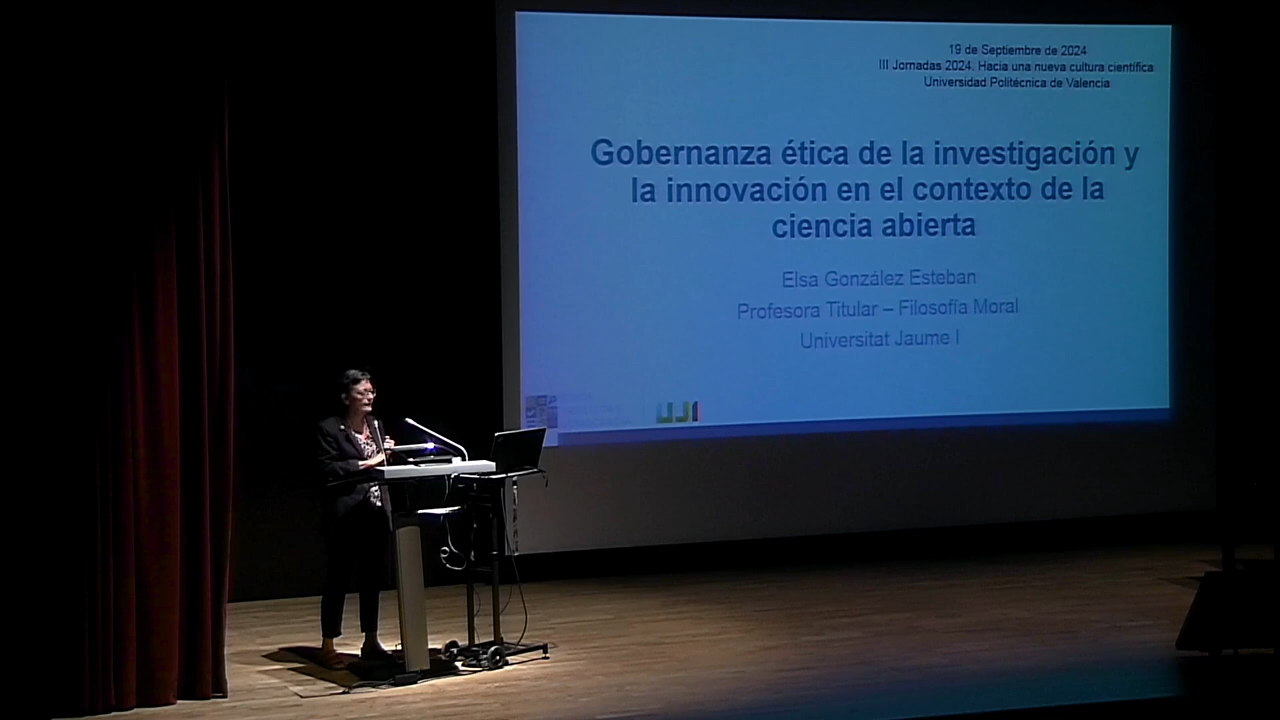 19 de Septiembre de 2024
III Jornadas 2024. Hacia una nueva cultura científica
Universidad Politécnica de Valencia
Gobernanza ética de la investigación y
la innovación en el contexto de la
ciencia abierta
Elsa González Esteban
Profesora Titular – Filosofía Moral
Universitat Jaume I
UJI